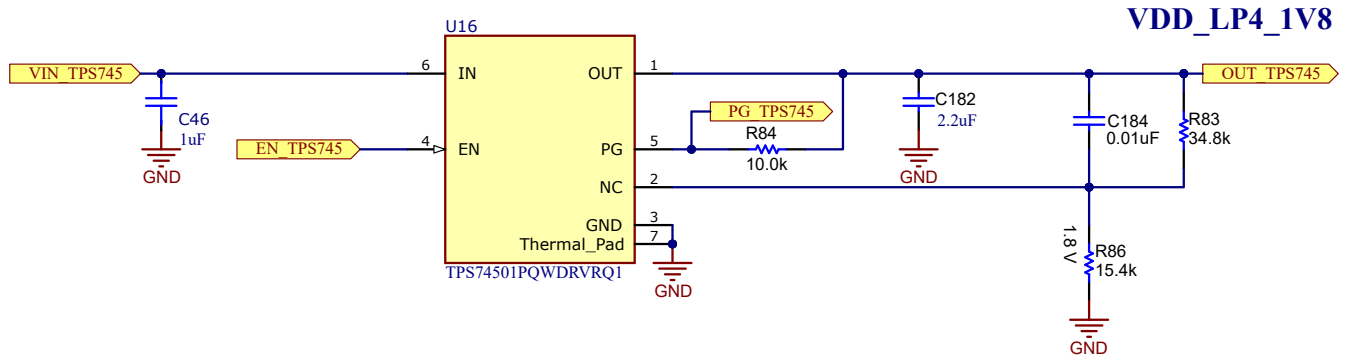 VDD_LP4_1V8
U16
VIN_TPS745
6
IN
OUT
1
OUT_TPS745
C46
1uF
GND
PG_TPS745
C182
2.2uF
GND
C184
0.01uF
R83
34.8k
EN_TPS745
4
EN
PG
5
R84
10.0k
NC
2
GND
3
Thermal_Pad
7
TPS74501PQWDRVRQ1
GND
1.8 V
R86
15.4k
GND